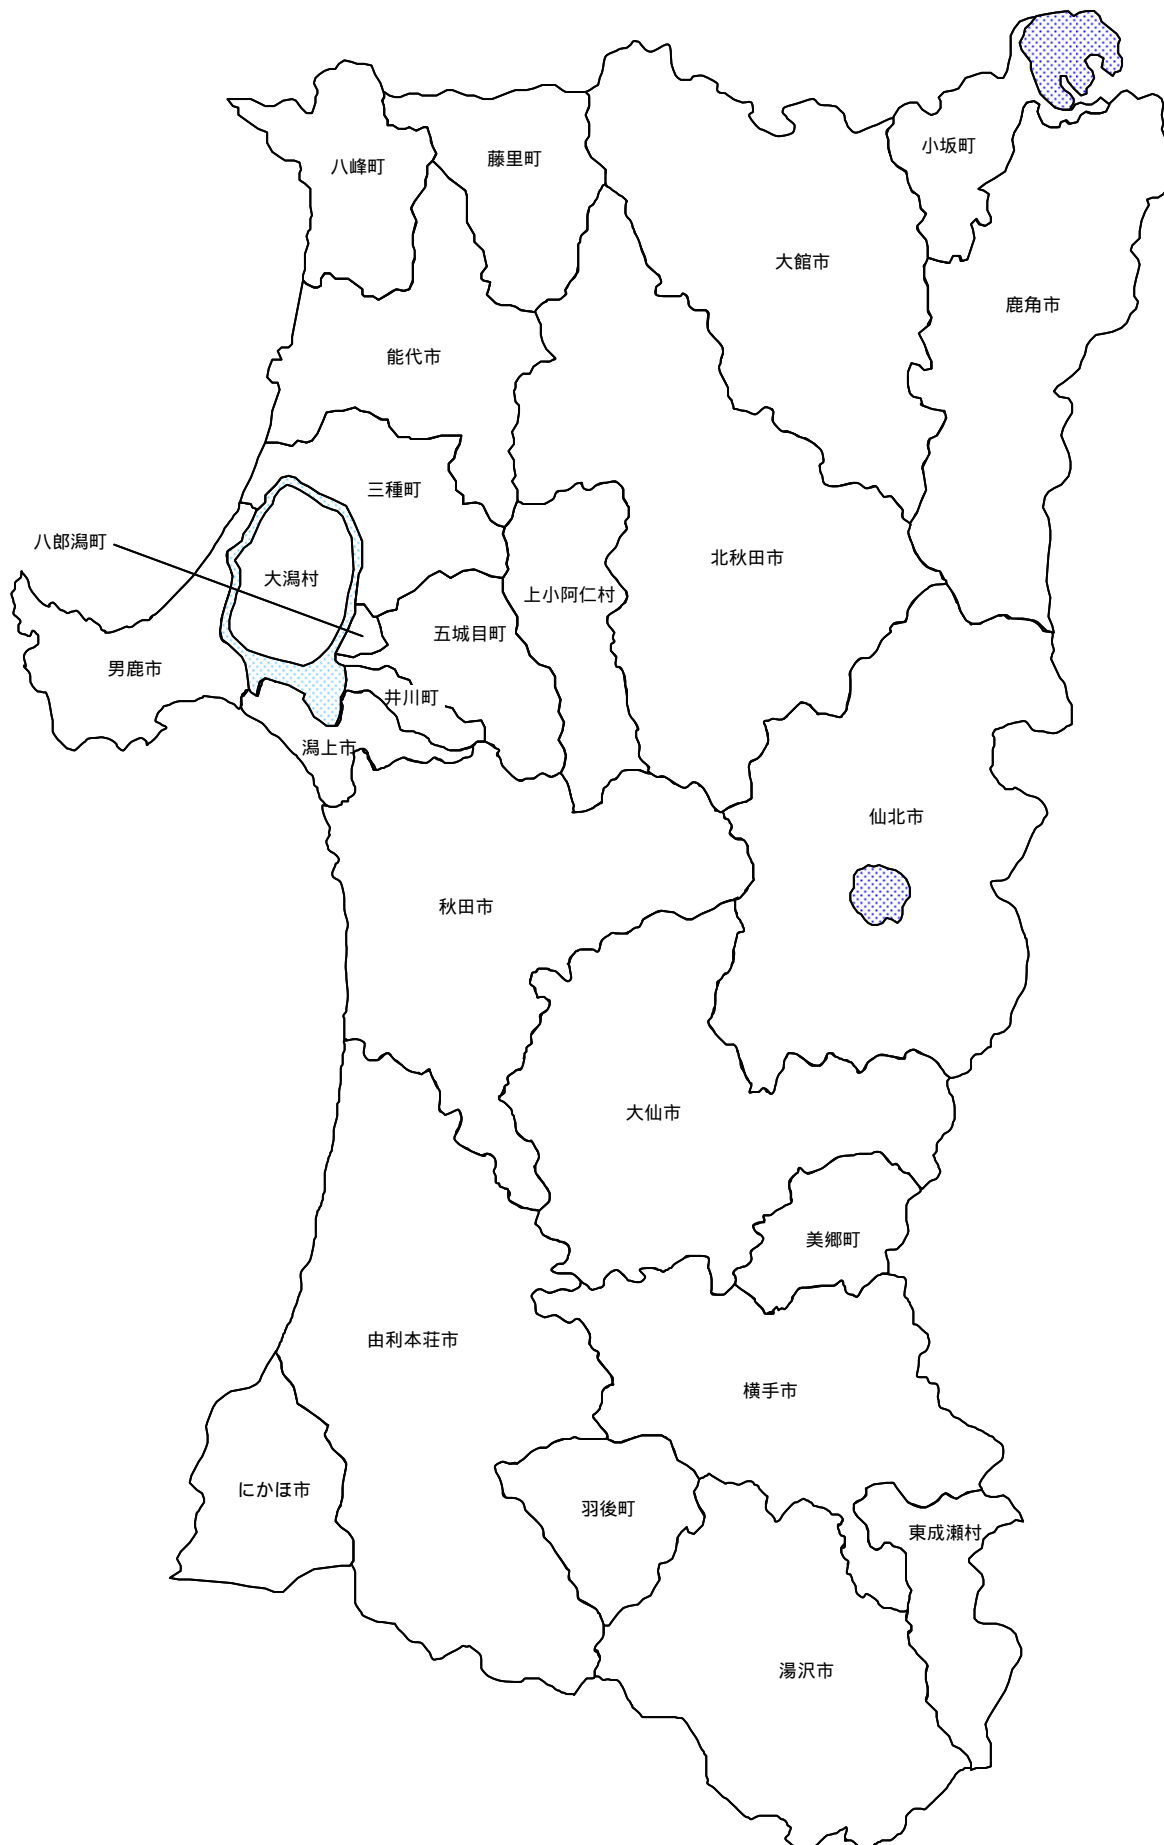 小坂町
藤里町
八峰町
大館市
鹿角市
能代市
三種町
八郎潟町
北秋田市
大潟村
上小阿仁村
五城目町
男鹿市
井川町
潟上市
仙北市
秋田市
大仙市
美郷町
由利本荘市
横手市
にかほ市
羽後町
東成瀬村
湯沢市